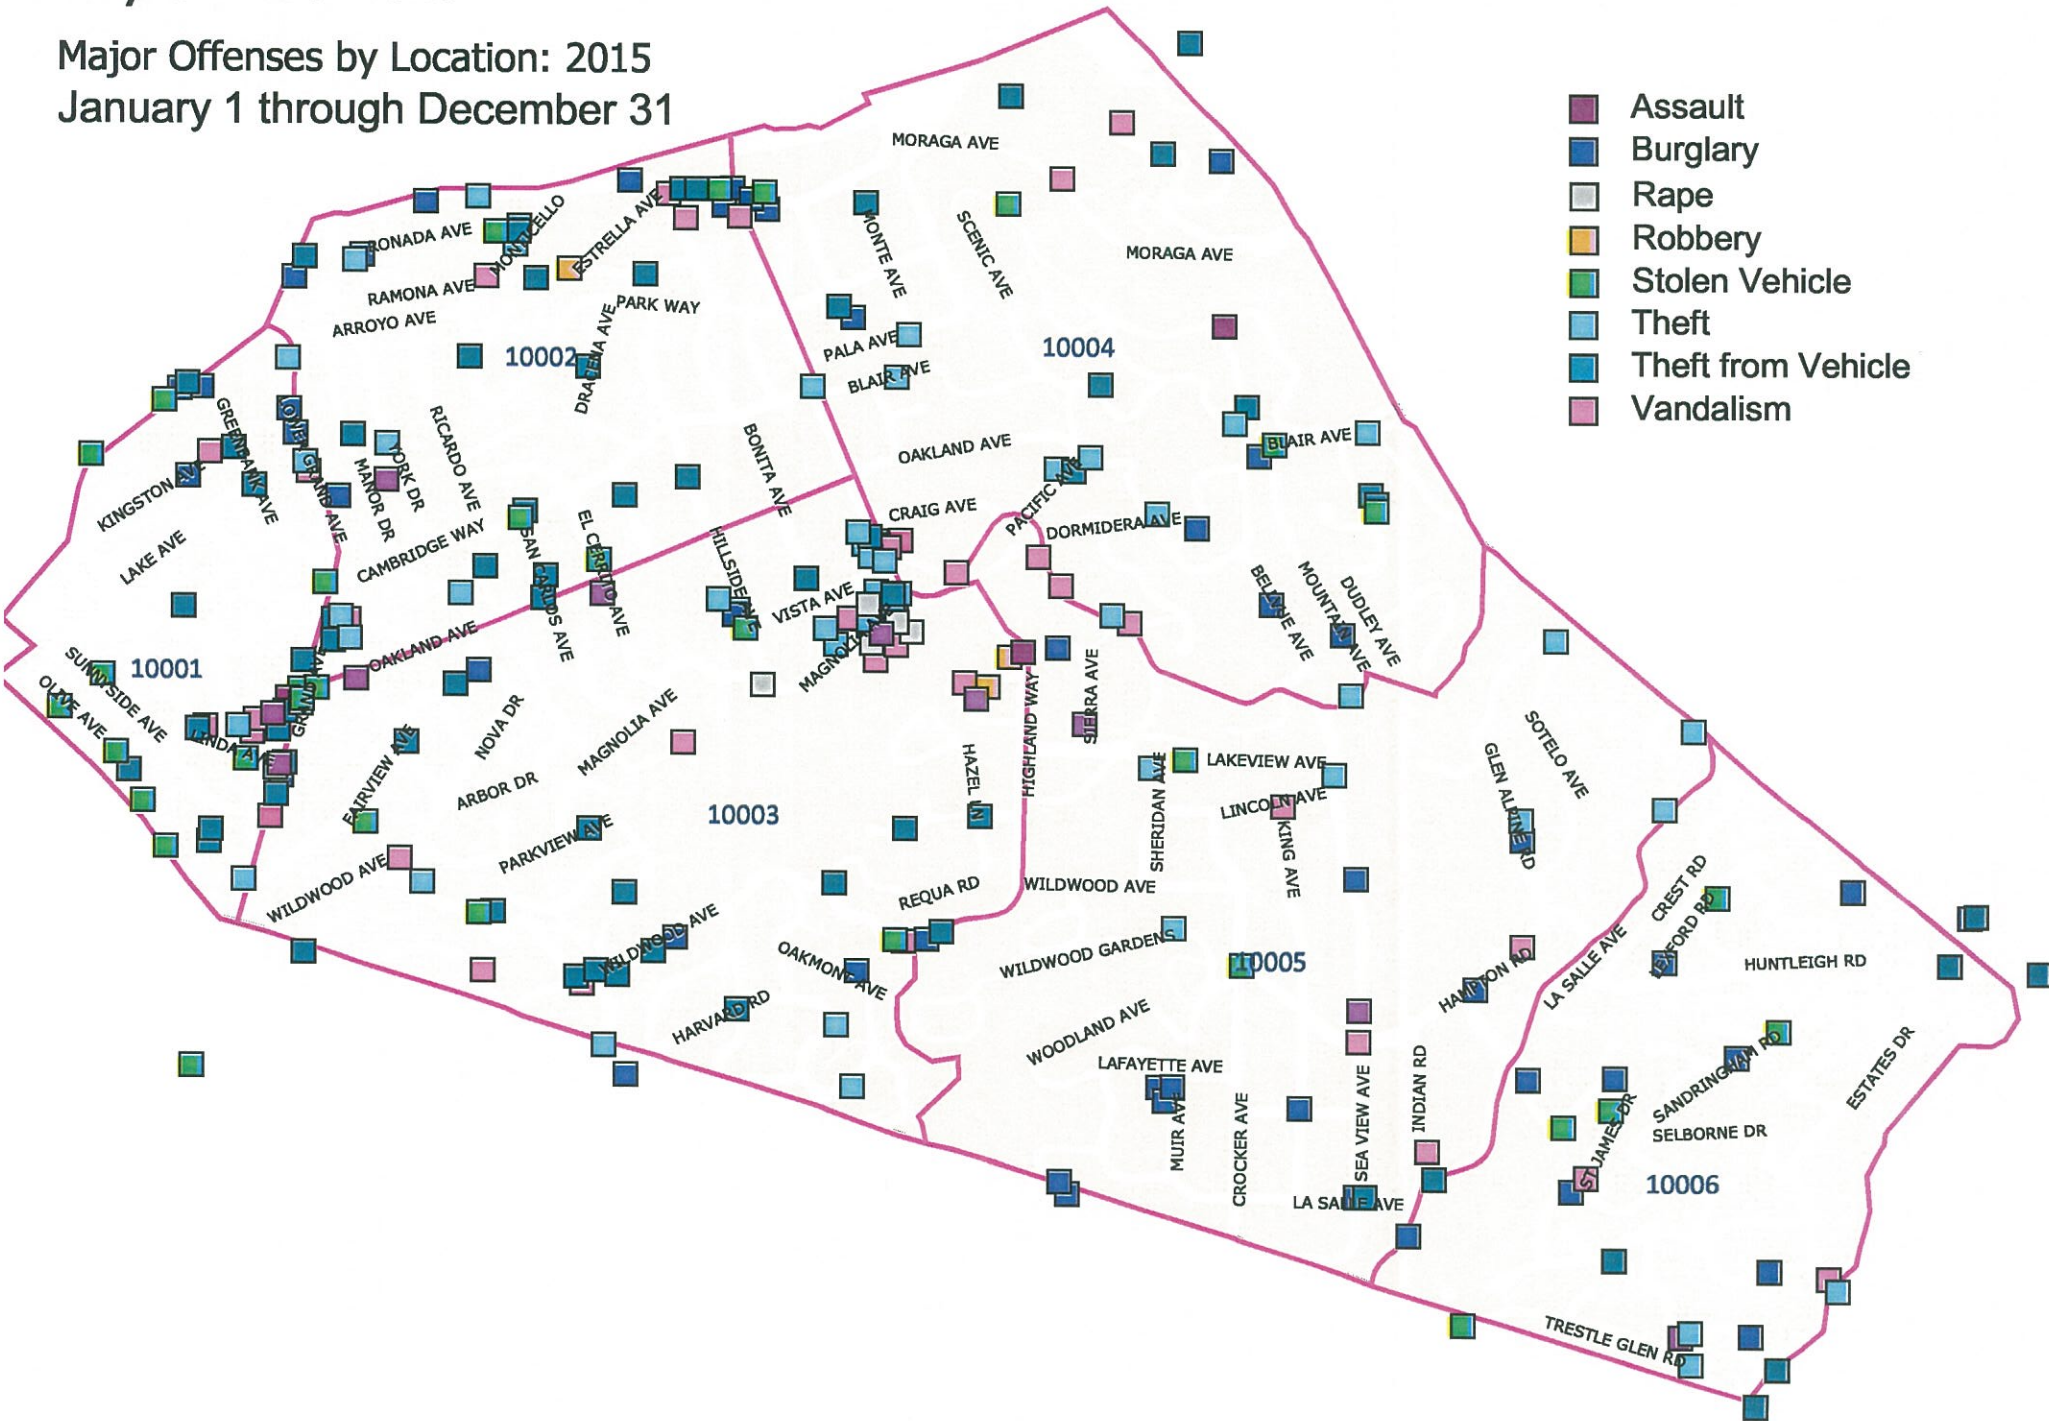 Major Offenses by Location: 2015
January 1 through December 31
Assault
Burglary
Rape
Robbery
Stolen Vehicle
Theft
Theft from Vehicle
Vandalism
MORAGA AVE
RONADA AVE
MONTICELLO
ESTRELLA AVE
MONTE AVE
SCENIC AVE
MORAGA AVE
RAMONA AVE
PARK WAY
ARROYO AVE
DRACENA AVE
PALA AVE
10002
10004
BLAIR AVE
GREENBANK AVE
GRAND AVE
YORK DR
MANOR DR
RICARDO AVE
BONITA AVE
OAKLAND AVE
BLAIR AVE
KINGSTON AVE
CRAIG AVE
PACIFIC AVE
DORMIDERA AVE
LAKE AVE
CAMBRIDGE WAY
SAN CARLOS AVE
EL CERRITO AVE
HILLSIDE AVE
VISTA AVE
MAGNOLIA AVE
MOUNTAIN AVE
DUDLEY AVE
OAKLAND AVE
10001
SUNNYSIDE AVE
OLIVE AVE
LINDA AVE
GRAND AVE
FAIRVIEW AVE
NOVA DR
MAGNOLIA AVE
ARBOR DR
HAZEL LN
HIGHLAND WAY
SIERRA AVE
SHERIDAN AVE
LAKEVIEW AVE
LINCOLN AVE
KING AVE
GLEN ALPINE RD
SOTELO AVE
10003
PARKVIEW AVE
WILDWOOD AVE
REQUA RD
WILDWOOD AVE
CREST RD
WILDWOOD AVE
OAKMONT AVE
WILDWOOD GARDENS
10005
HAMPTON RD
LA SALLE AVE
HUNTLEIGH RD
HARVARD RD
WOODLAND AVE
LAFAYETTE AVE
MUIR AVE
CROCKER AVE
SEA VIEW AVE
INDIAN RD
SANDRINGHAM RD
ESTATES DR
ST JAMES DR
SELBORNE DR
10006
LA SALLE AVE
TRESTLE GLEN RD